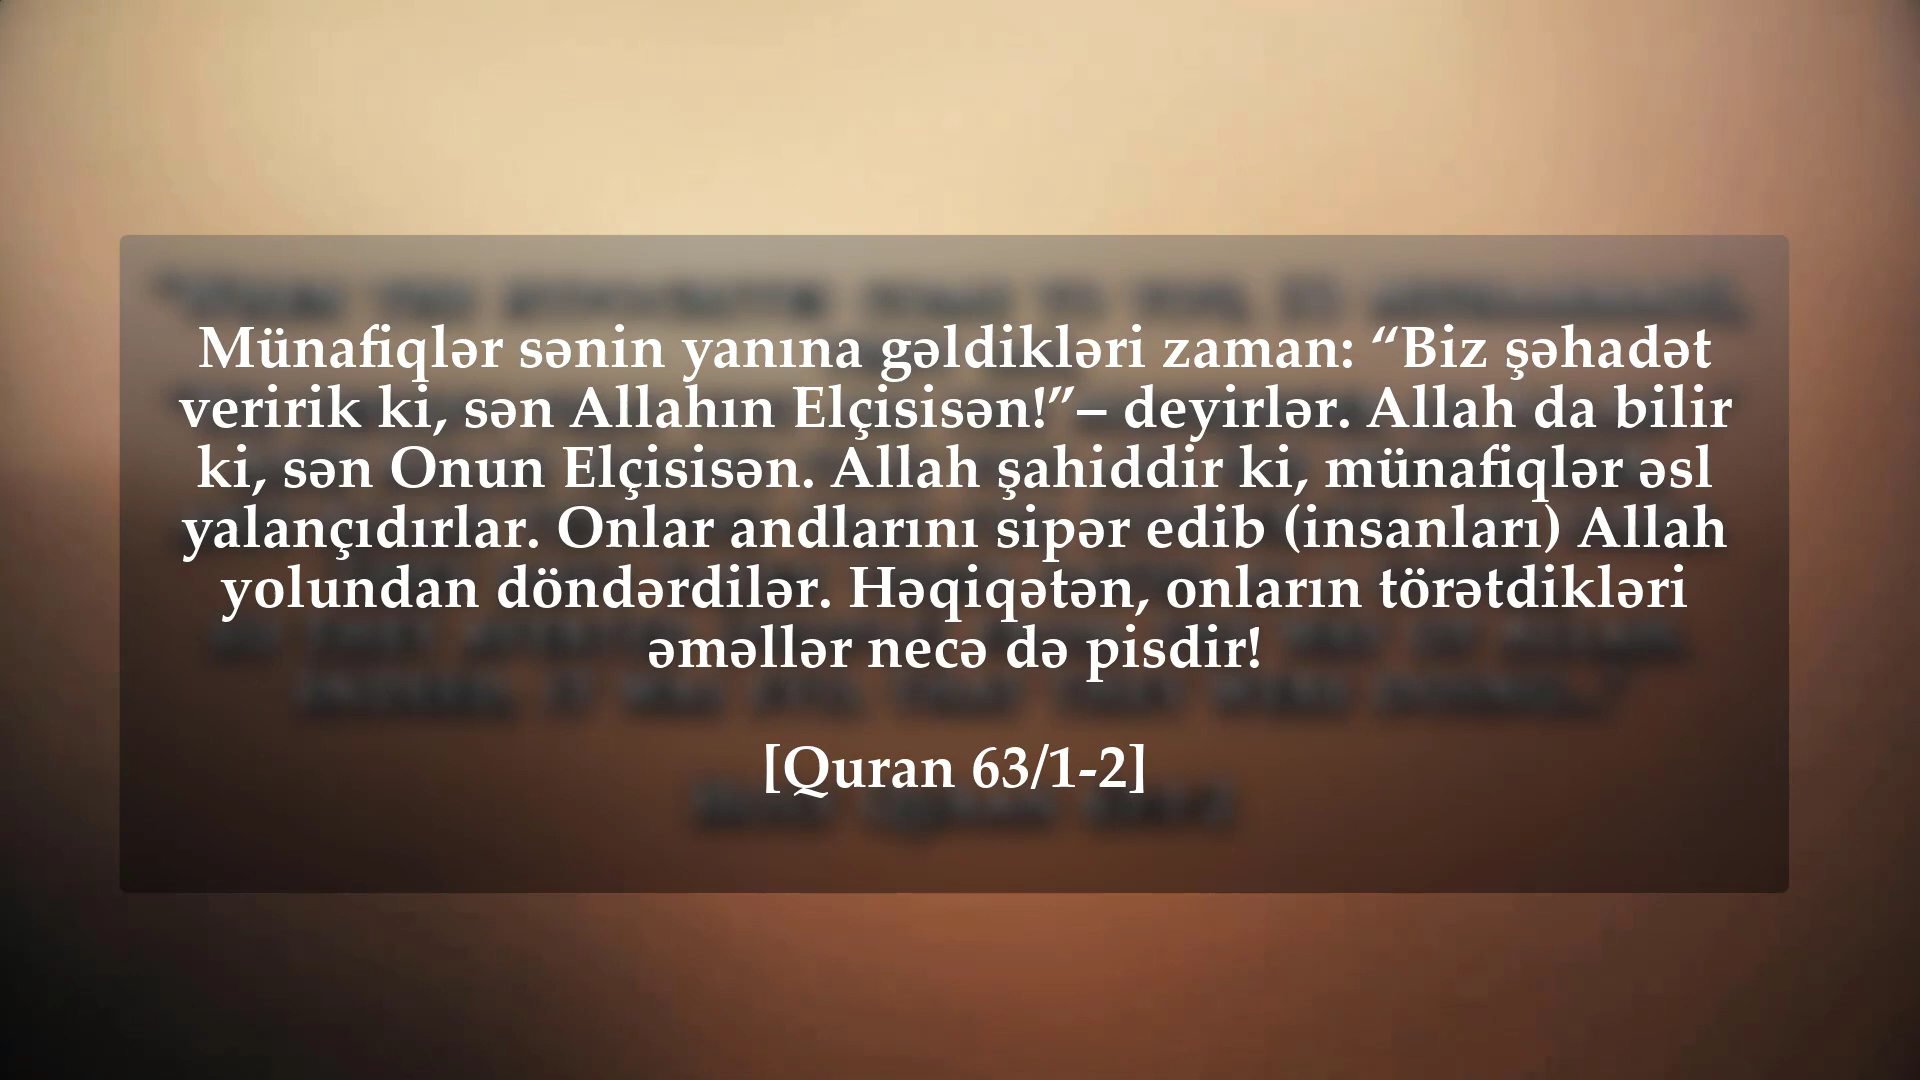 Münafiqlər sənin yanına gəldikləri zaman: “Biz şəhadət
veririk ki, sən Allahın Elçisisən!”– deyirlər. Allah da bilir
ki, sən Onun Elçisisən. Allah şahiddir ki, münafiqlər əsl
yalançıdırlar. Onlar andlarını sipər edib (insanları) Allah
yolundan döndərdilər. Həqiqətən, onların törətdikləri
əməllər necə də pisdir!
[Quran 63/1-2]